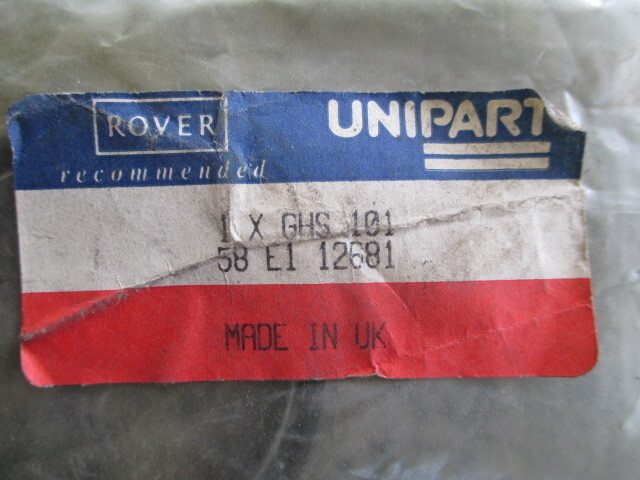 ROVER
recommended
UNIPART
1 X GHS 101
58 E1 12681
MADE IN UK